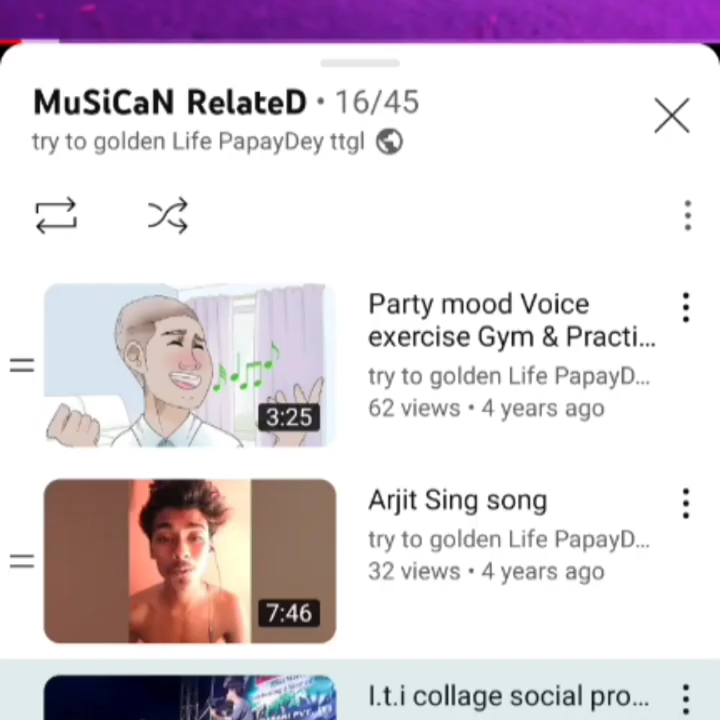 MuSiCaN RelateD • 16/45
try to golden Life PapayDey ttgl
Party mood Voice
exercise Gym & Practi...
try to golden Life PapayD...
62 views • 4 years ago
3:25
Arjit Sing song
try to golden Life PapayD...
32 views • 4 years ago
7:46
I.t.i collage social pro...